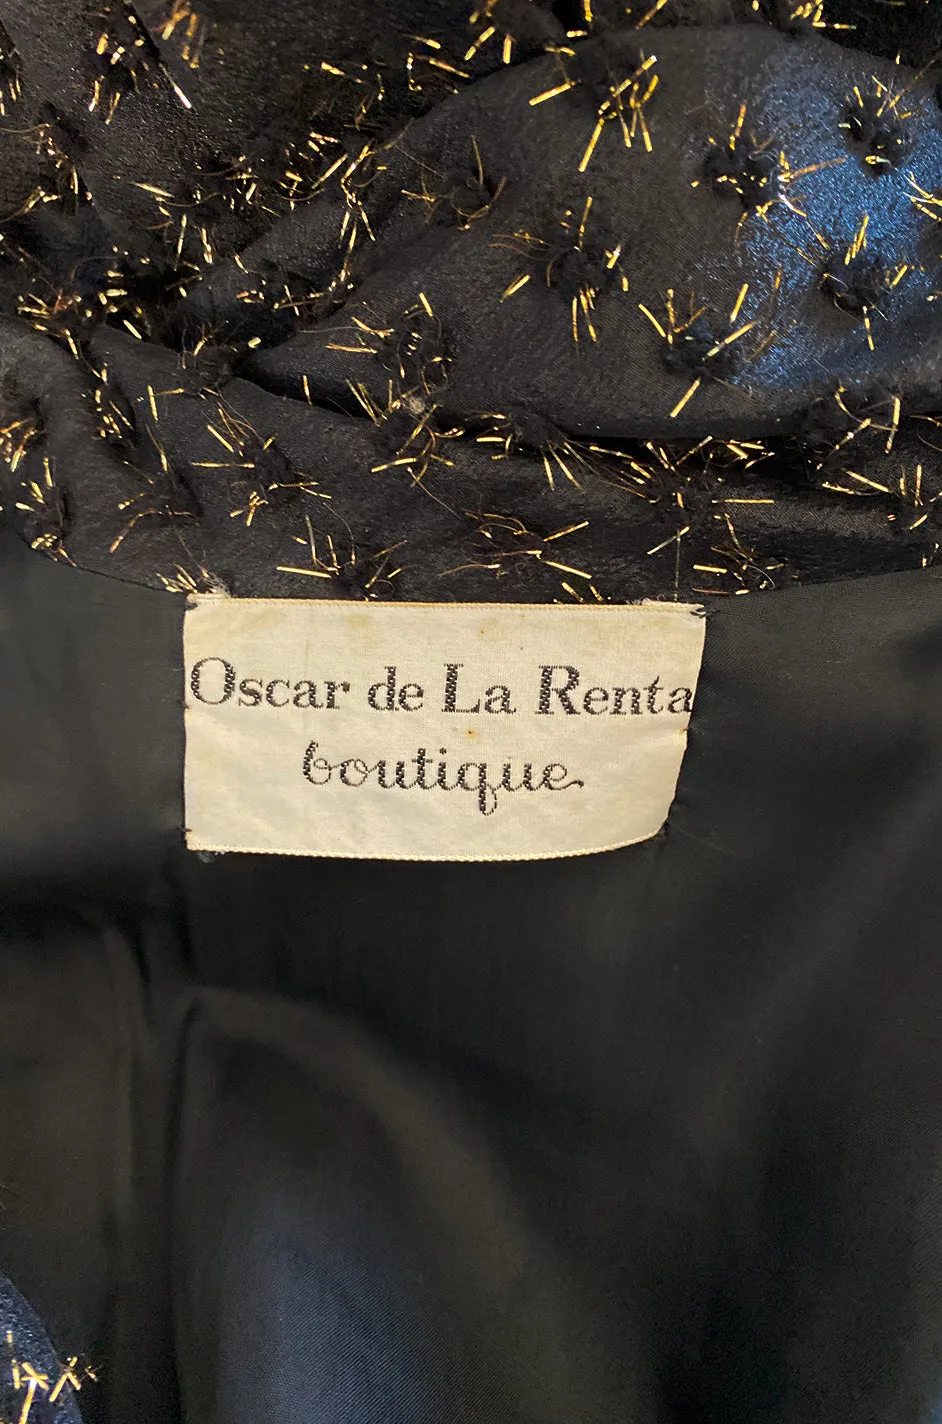 Oscar de La Renta
boutique